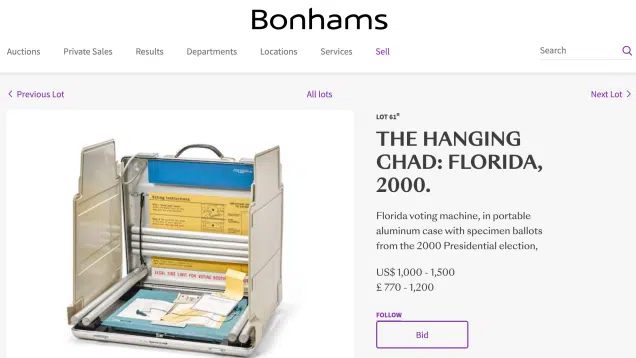 Bonhams
Auctions Private Sales Results Departments Locations Services Sell Search
Previous Lot All lots Next Lot
LOT 61
THE HANGING
CHAD: FLORIDA,
2000.
Florida voting machine, in portable
aluminum case with specimen ballots
from the 2000 Presidential election,
US$ 1,000 - 1,500
£ 770 - 1,200
FOLLOW
Bid